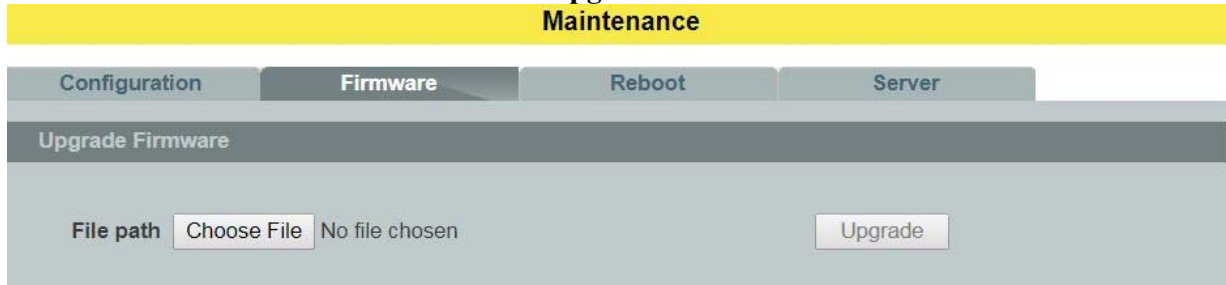 Maintenance
Configuration Firmware Reboot Server
Upgrade Firmware
File path Choose File No file chosen Upgrade